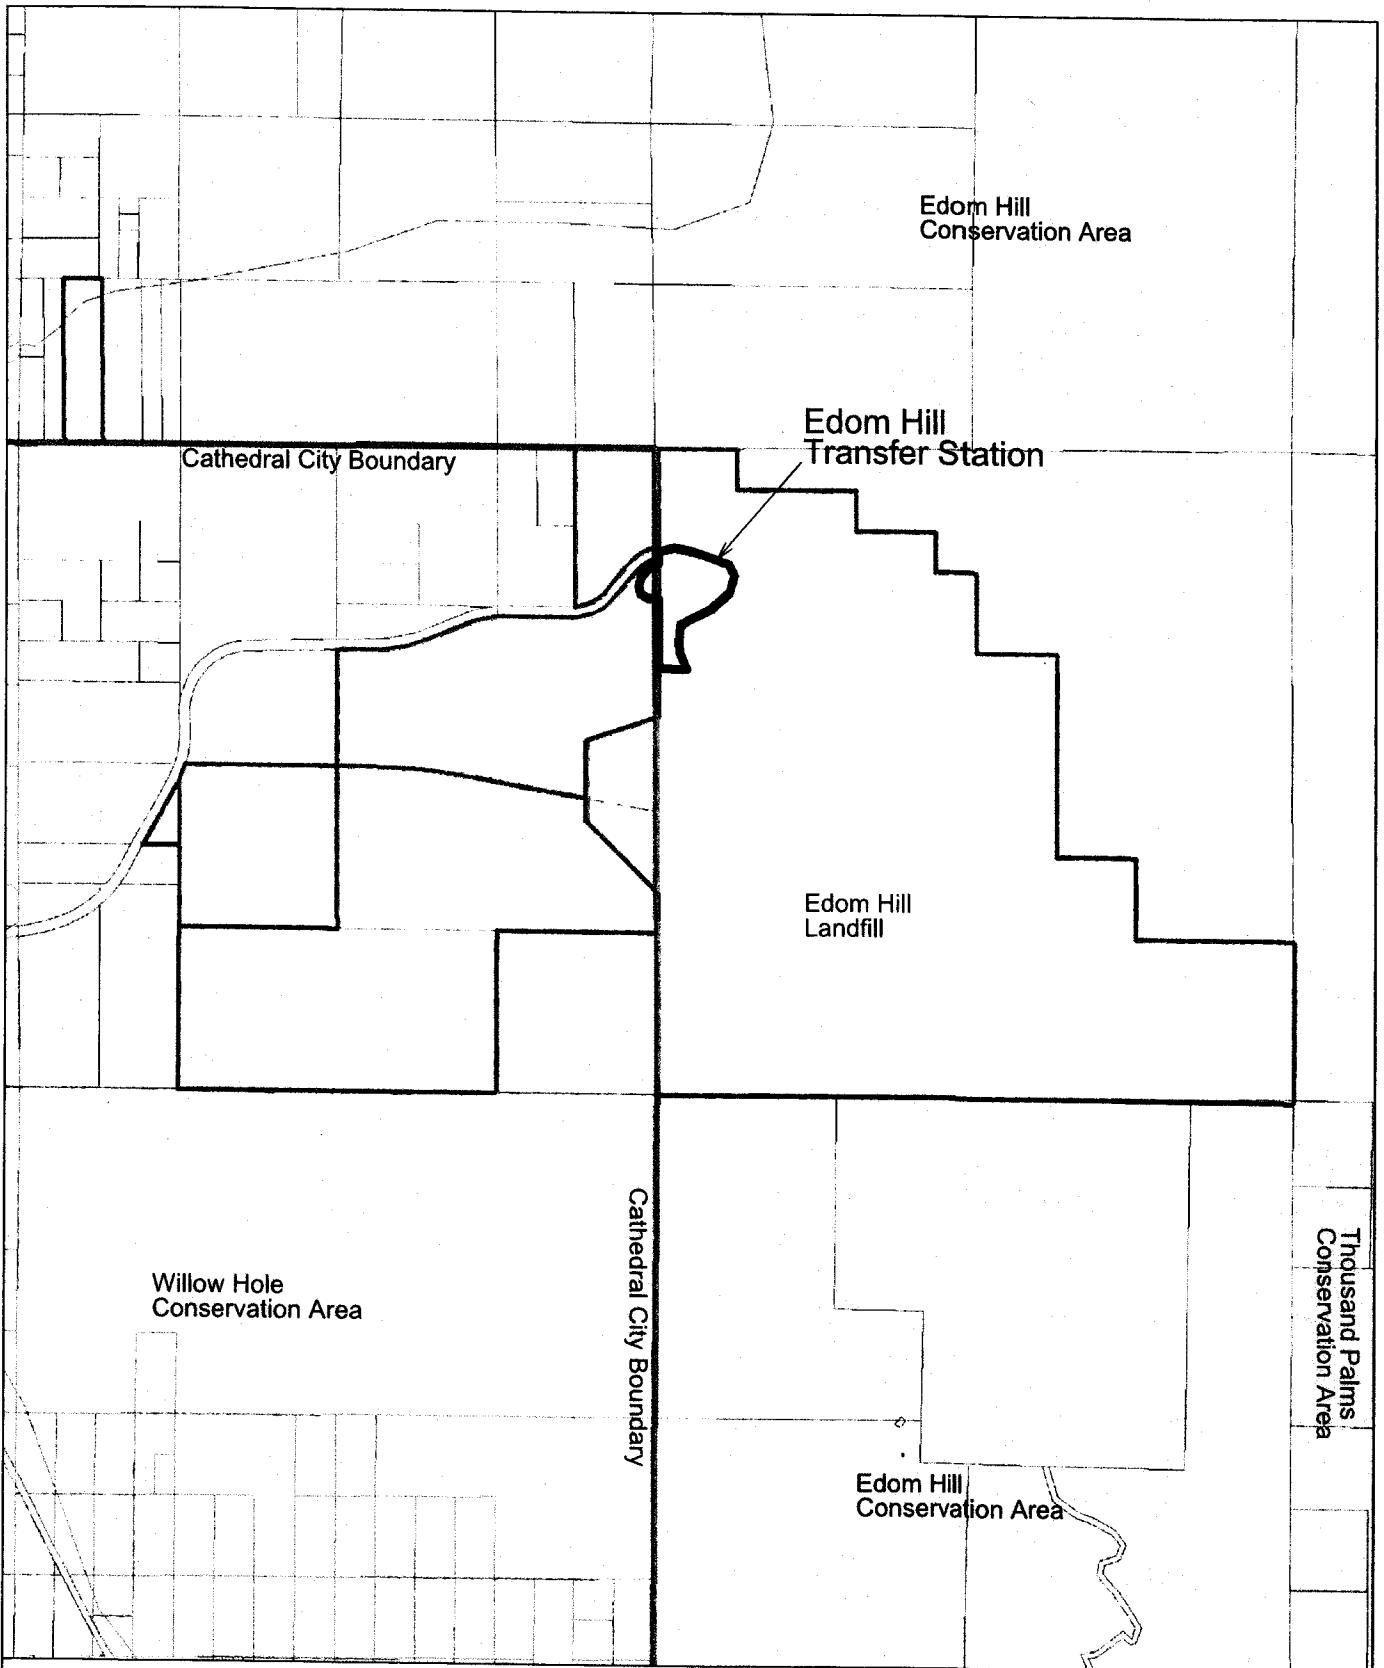 Edom Hill
Conservation Area
Edom Hill
Transfer Station
Cathedral City Boundary
Edom Hill
Landfill
Cathedral City Boundary
Thousand Palms
Conservation Area
Willow Hole
Conservation Area
Edom Hill
Conservation Area